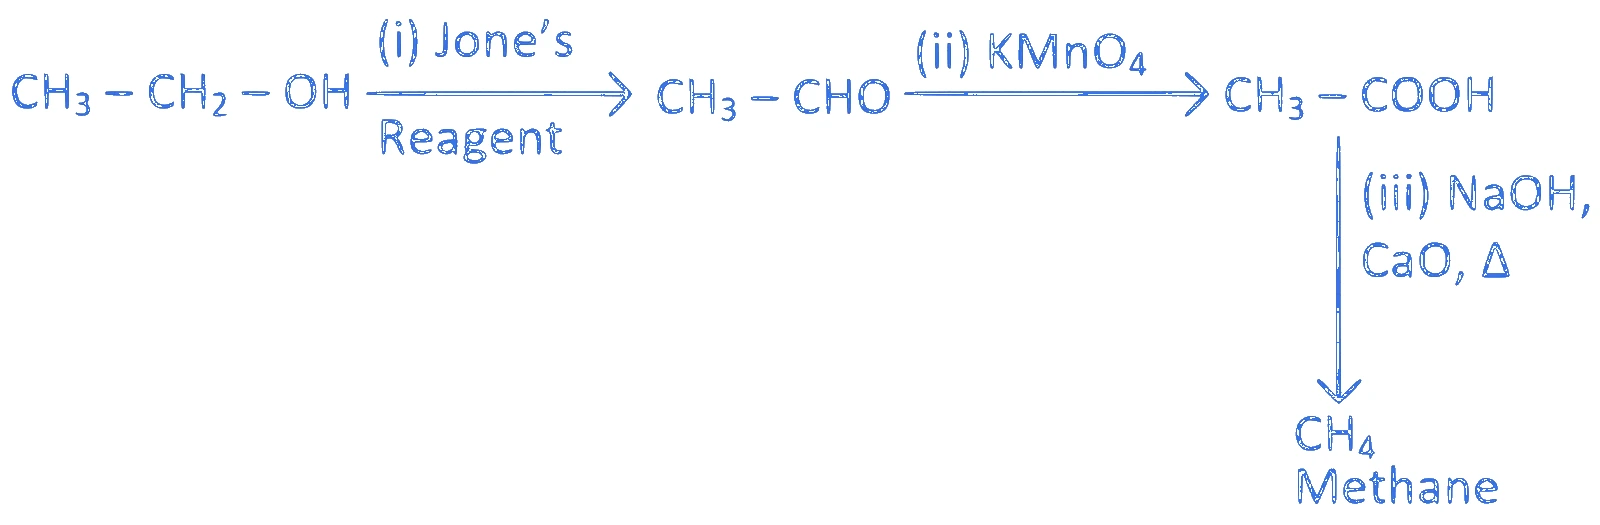 (i) Jone's (ii) KMnO₄
CH₃ – CH₂ – OH CH₃ – CHO CH₃ – COOH
Reagent
(iii) NaOH,
CaO, Δ
CH₄
Methane